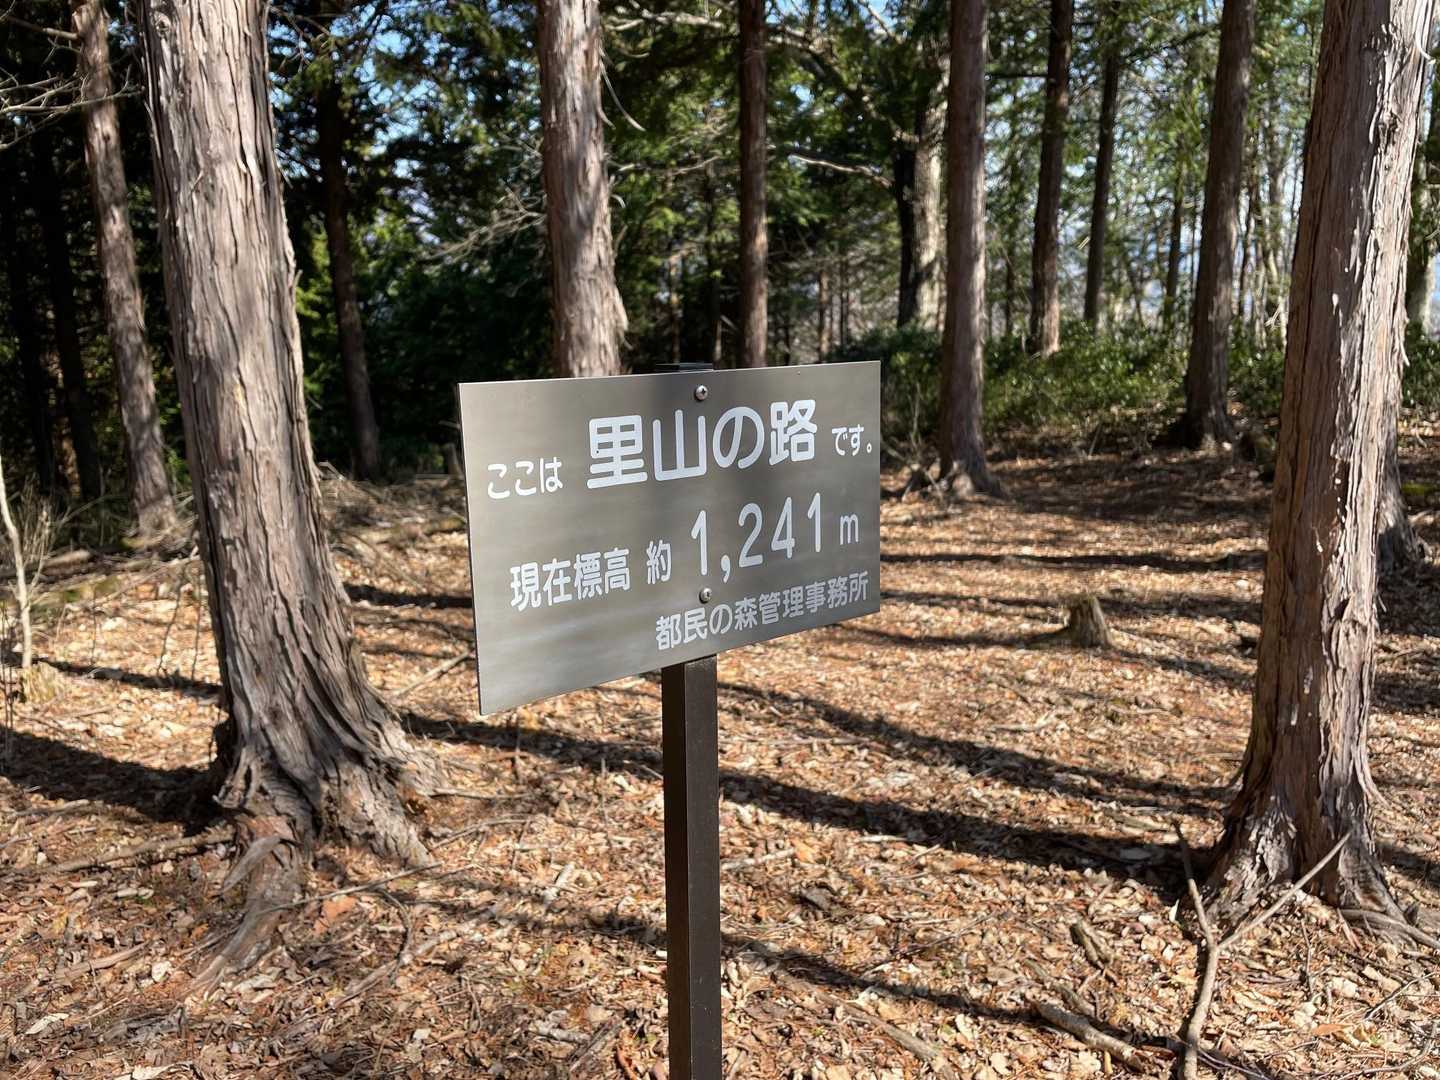 ここは 里山の路 です。
現在標高 約 1,241m
都民の森管理事務所